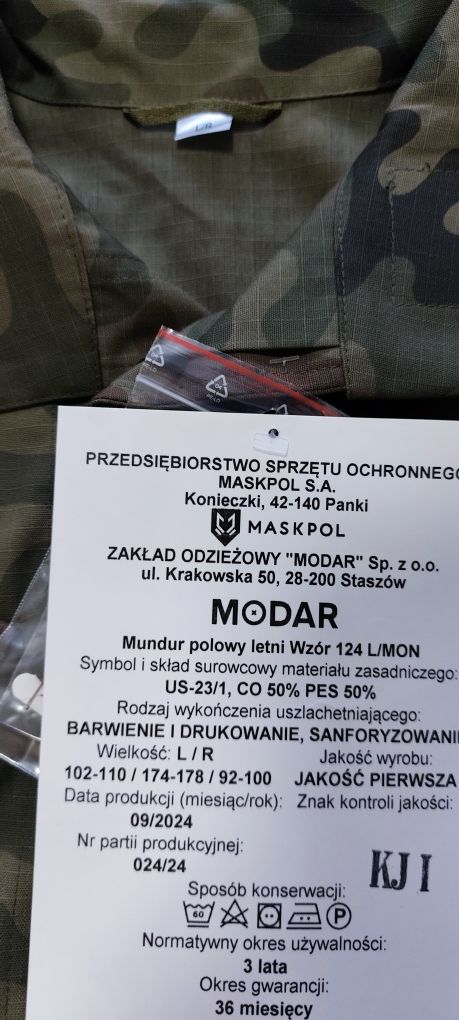 L/R
PRZEDSIĘBIORSTWO SPRZĘTU OCHRONNEGO
MASKPOL S.A.
Konieczki, 42-140 Panki
MASKPOL
ZAKŁAD ODZIEŻOWY "MODAR" Sp. z o.o.
ul. Krakowska 50, 28-200 Staszów
MODAR
Mundur polowy letni Wzór 124 L/MON
Symbol i skład surowcowy materiału zasadniczego:
US-23/1, CO 50% PES 50%
Rodzaj wykończenia uszlachetniającego:
BARWIENIE I DRUKOWANIE, SANFORYZOWANI
Wielkość: L / R Jakość wyrobu:
102-110 / 174-178 / 92-100 JAKOŚĆ PIERWSZA
Data produkcji (miesiąc/rok): Znak kontroli jakości:
09/2024
Nr partii produkcyjnej:
024/24
KJ I
Sposób konserwacji:
60 P
Normatywny okres używalności:
3 lata
Okres gwarancji:
36 miesięcy